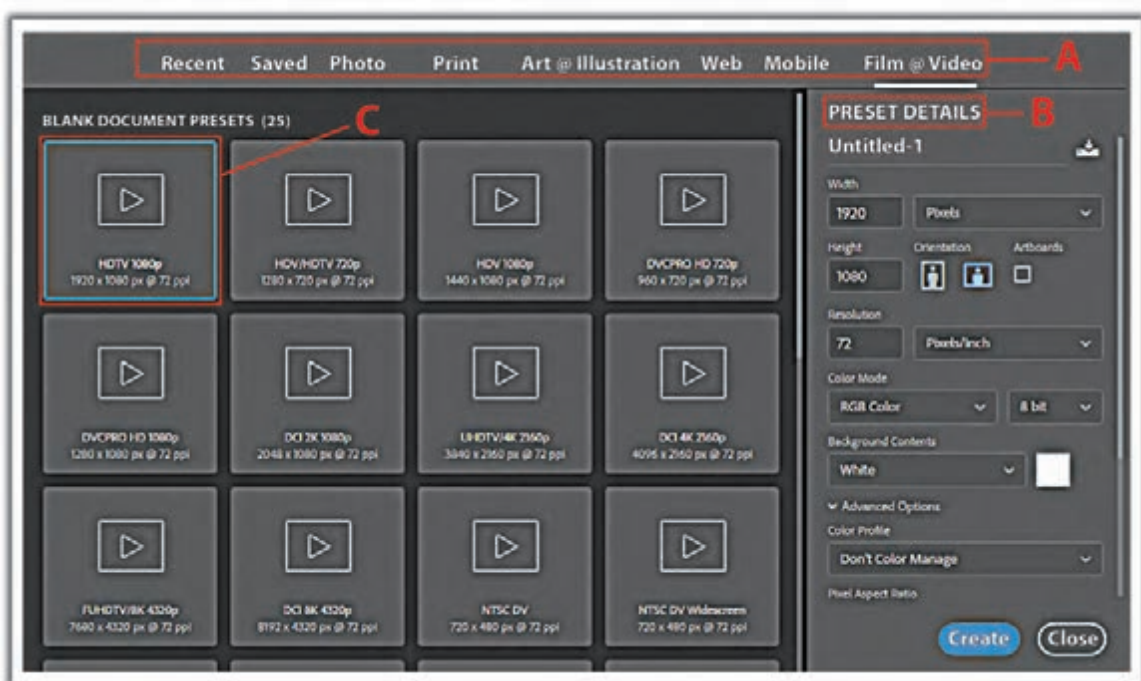 Recent Saved Photo Print Art @ Illustration Web Mobile Film @ Video A
BLANK DOCUMENT PRESETS (25) C
HDTV 1080p
1920 x 1080 px @ 72 ppi
HDV/HDTV 720p
1280 x 720 px @ 72 ppi
HDV 1080p
1440 x 1080 px @ 72 ppi
DVCPRO HD 720p
960 x 720 px @ 72 ppi
DVCPRO HD 1080p
1280 x 1080 px @ 72 ppi
DCI 2K 1080p
2048 x 1080 px @ 72 ppi
UHDTV/4K 2160p
3840 x 2160 px @ 72 ppi
DCI 4K 2160p
4096 x 2160 px @ 72 ppi
FUHDTV/8K 4320p
7680 x 4320 px @ 72 ppi
DCI 8K 4320p
8192 x 4320 px @ 72 ppi
NTSC DV
720 x 480 px @ 72 ppi
NTSC DV Widescreen
720 x 480 px @ 72 ppi
PRESET DETAILS B
Untitled-1
Width
1920 Pixels
Height Orientation Artboards
1080
Resolution
72 Pixels/Inch
Color Mode
RGB Color 8 bit
Background Contents
White
Advanced Options
Color Profile
Don't Color Manage
Pixel Aspect Ratio
Create Close